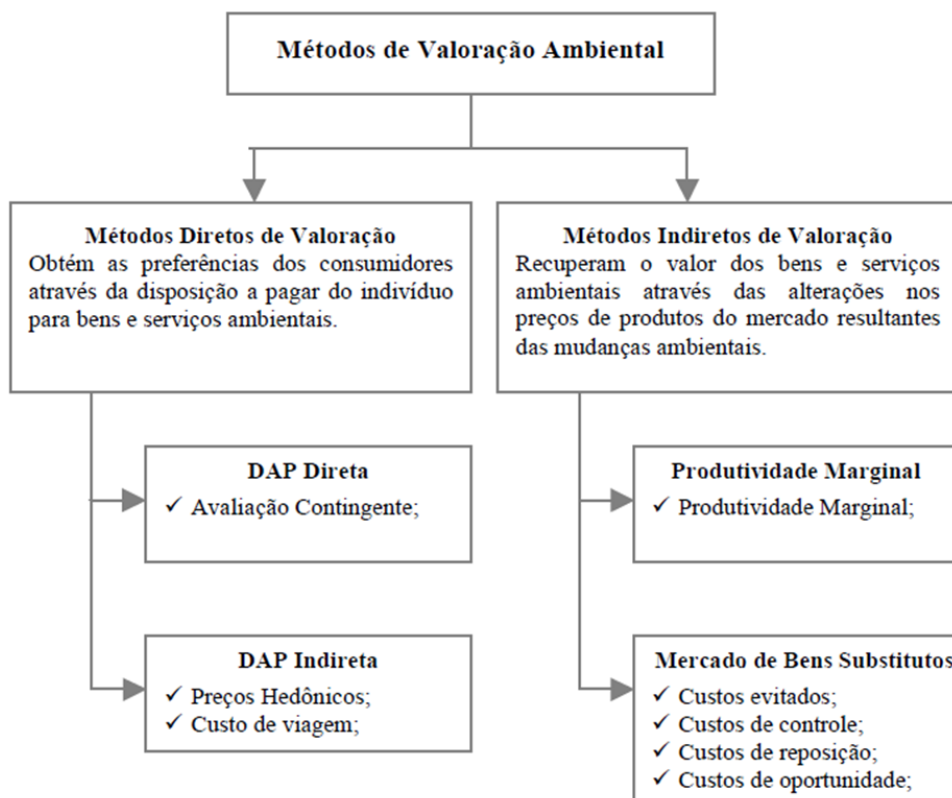 Métodos de Valoração Ambiental
Métodos Diretos de Valoração
Obtém as preferências dos consumidores
através da disposição a pagar do indivíduo
para bens e serviços ambientais.
Métodos Indiretos de Valoração
Recuperam o valor dos bens e serviços
ambientais através das alterações nos
preços de produtos do mercado resultantes
das mudanças ambientais.
DAP Direta
✓ Avaliação Contingente;
DAP Indireta
✓ Preços Hedônicos;
✓ Custo de viagem;
Produtividade Marginal
✓ Produtividade Marginal;
Mercado de Bens Substitutos
✓ Custos evitados;
✓ Custos de controle;
✓ Custos de reposição;
✓ Custos de oportunidade;